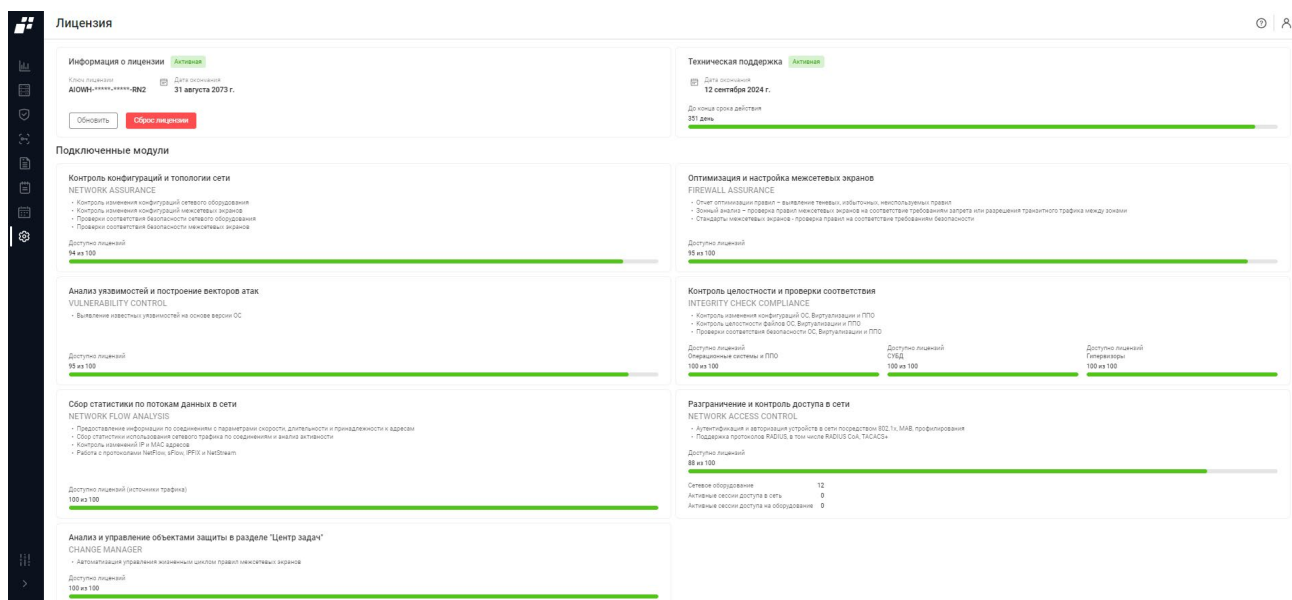 Лицензия
Информация о лицензии Активная
Ключ лицензии
AIOWH-*****-*****-RN2
Дата окончания
31 августа 2073 г.
Обновить
Сброс лицензии
Техническая поддержка Активная
Дата окончания
12 сентября 2024 г.
До конца срока действия
351 день
Подключенные модули
Контроль конфигураций и топологии сети
NETWORK ASSURANCE
• Контроль изменения конфигураций сетевого оборудования
• Контроль изменения конфигураций межсетевых экранов
• Проверки соответствия безопасности сетевого оборудования
• Проверки соответствия безопасности межсетевых экранов
Доступно лицензий
94 из 100
Оптимизация и настройка межсетевых экранов
FIREWALL ASSURANCE
• Отчет оптимизации правил – выявление теневых, избыточных, неиспользуемых правил
• Зонный анализ – проверка правил межсетевых экранов на соответствие требованиям запрета или разрешения транзитного трафика между зонами
• Стандарты межсетевых экранов - проверка правил на соответствие требованиям безопасности
Доступно лицензий
95 из 100
Анализ уязвимостей и построение векторов атак
VULNERABILITY CONTROL
• Выявление известных уязвимостей на основе версии ОС
Доступно лицензий
95 из 100
Контроль целостности и проверки соответствия
INTEGRITY CHECK COMPLIANCE
• Контроль изменения конфигураций ОС, Виртуализации и ППО
• Контроль целостности файлов ОС, Виртуализации и ППО
• Проверки соответствия безопасности ОС, Виртуализации и ППО
Доступно лицензий
Операционные системы и ППО
100 из 100
Доступно лицензий
СУБД
100 из 100
Доступно лицензий
Гипервизоры
100 из 100
Сбор статистики по потокам данных в сети
NETWORK FLOW ANALYSIS
• Предоставление информации по соединениям с параметрами скорости, длительности и принадлежности к адресам
• Сбор статистики использования сетевого трафика по соединениям и анализ активности
• Контроль изменений IP и MAC адресов
• Работа с протоколами NetFlow, sFlow, IPFIX и NetStream
Доступно лицензий (источники трафика)
100 из 100
Разграничение и контроль доступа в сети
NETWORK ACCESS CONTROL
• Аутентификация и авторизация устройств в сети посредством 802.1x, MAB, профилирования
• Поддержка протоколов RADIUS, в том числе RADIUS CoA, TACACS+
Доступно лицензий
88 из 100
Сетевое оборудование 12
Активные сессии доступа в сеть 0
Активные сессии доступа на оборудование 0
Анализ и управление объектами защиты в разделе "Центр задач"
CHANGE MANAGER
• Автоматизация управления жизненным циклом правил межсетевых экранов
Доступно лицензий
100 из 100